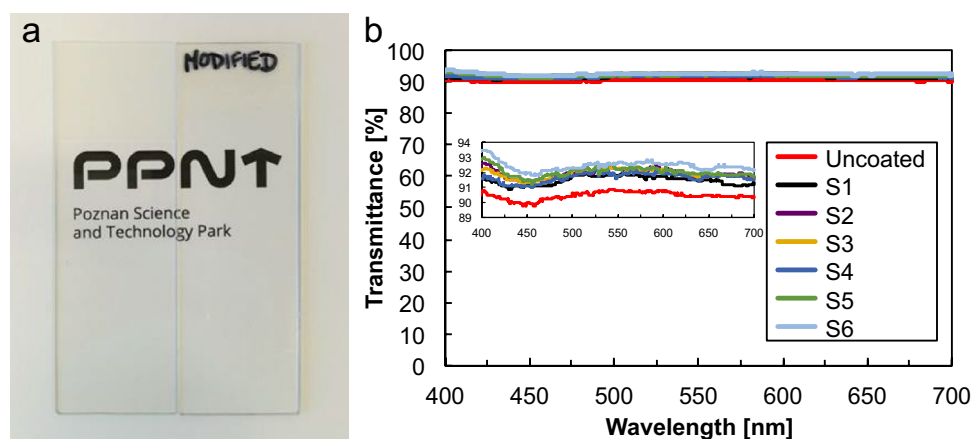 a
MODIFIED
PPNT
Poznan Science
and Technology Park
b
Transmittance [%]
100
90
80
70
60
50
40
30
20
10
0
400 450 500 550 600 650 700
Wavelength [nm]
94
93
92
91
90
89
400 450 500 550 600 650 700
Uncoated
S1
S2
S3
S4
S5
S6